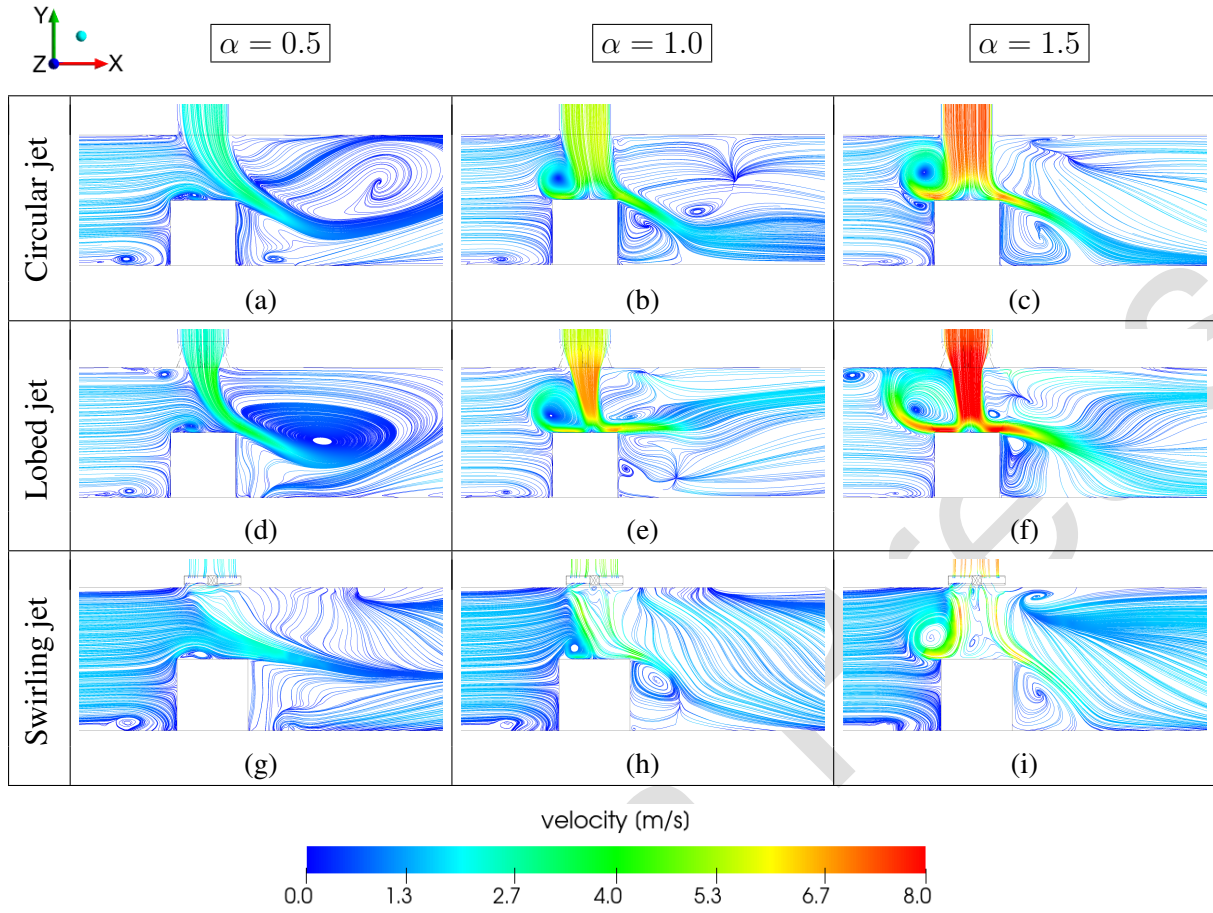 Y
Z
X
α = 0.5
α = 1.0
α = 1.5
Circular jet
(a)
(b)
(c)
Lobed jet
(d)
(e)
(f)
Swirling jet
(g)
(h)
(i)
velocity (m/s)
0.0 1.3 2.7 4.0 5.3 6.7 8.0